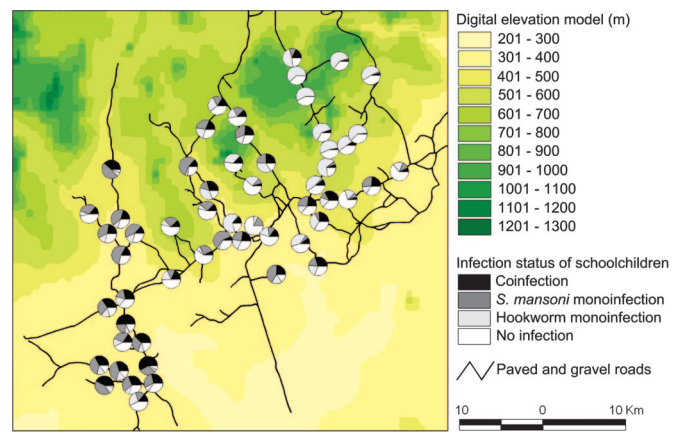 Digital elevation model (m)
201 - 300
301 - 400
401 - 500
501 - 600
601 - 700
701 - 800
801 - 900
901 - 1000
1001 - 1100
1101 - 1200
1201 - 1300
Infection status of schoolchildren
Coinfection
S. mansoni monoinfection
Hookworm monoinfection
No infection
Paved and gravel roads
10 0 10 Km